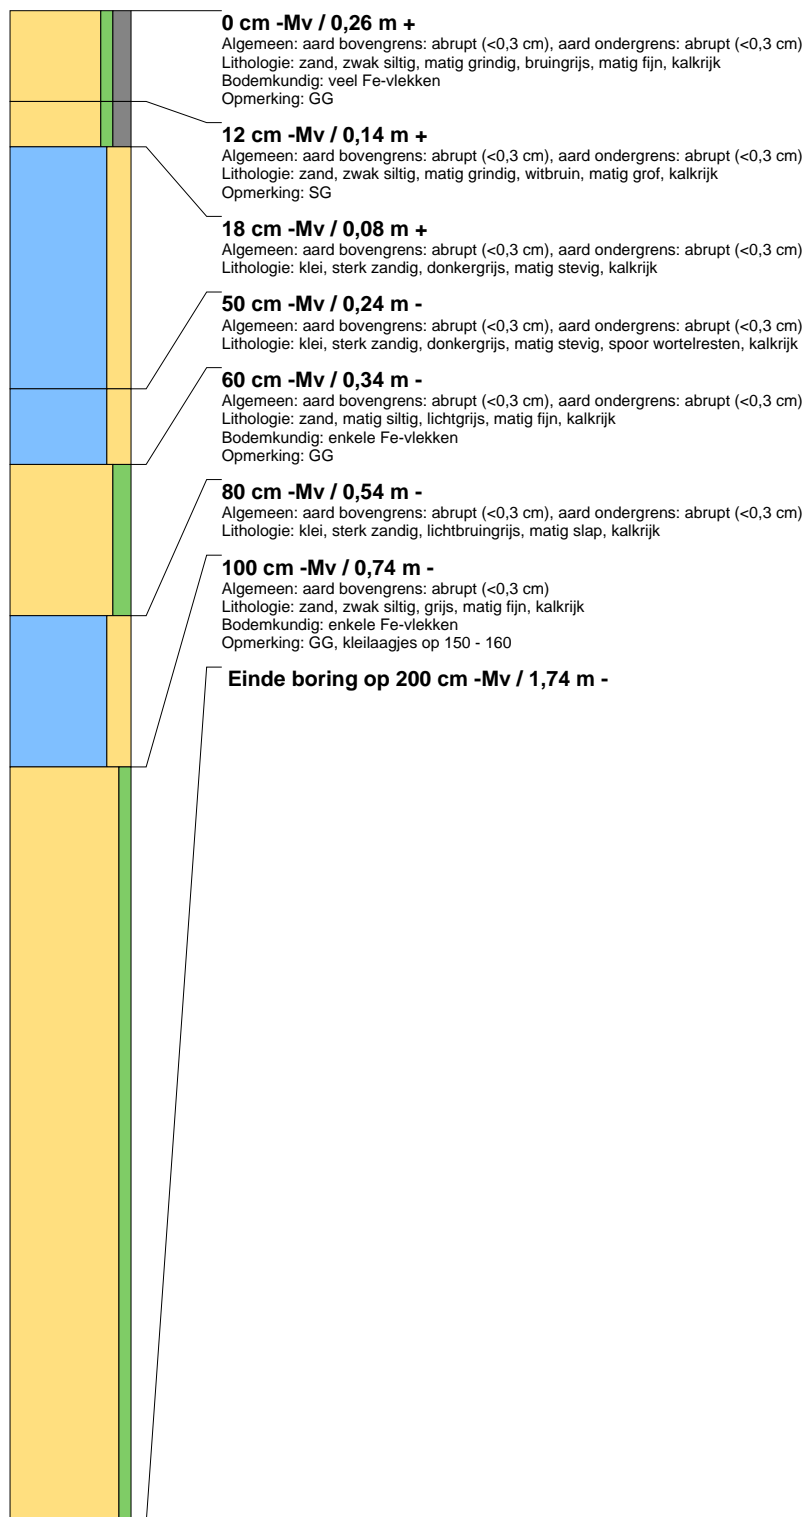 0 cm -Mv / 0,26 m +
Algemeen: aard bovengrens: abrupt (<0,3 cm), aard ondergrens: abrupt (<0,3 cm)
Lithologie: zand, zwak siltig, matig grindig, bruingrijs, matig fijn, kalkrijk
Bodemkundig: veel Fe-vlekken
Opmerking: GG
12 cm -Mv / 0,14 m +
Algemeen: aard bovengrens: abrupt (<0,3 cm), aard ondergrens: abrupt (<0,3 cm)
Lithologie: zand, zwak siltig, matig grindig, witbruin, matig grof, kalkrijk
Opmerking: SG
18 cm -Mv / 0,08 m +
Algemeen: aard bovengrens: abrupt (<0,3 cm), aard ondergrens: abrupt (<0,3 cm)
Lithologie: klei, sterk zandig, donkergrijs, matig stevig, kalkrijk
50 cm -Mv / 0,24 m -
Algemeen: aard bovengrens: abrupt (<0,3 cm), aard ondergrens: abrupt (<0,3 cm)
Lithologie: klei, sterk zandig, donkergrijs, matig stevig, spoor wortelresten, kalkrijk
60 cm -Mv / 0,34 m -
Algemeen: aard bovengrens: abrupt (<0,3 cm), aard ondergrens: abrupt (<0,3 cm)
Lithologie: zand, matig siltig, lichtgrijs, matig fijn, kalkrijk
Bodemkundig: enkele Fe-vlekken
Opmerking: GG
80 cm -Mv / 0,54 m -
Algemeen: aard bovengrens: abrupt (<0,3 cm), aard ondergrens: abrupt (<0,3 cm)
Lithologie: klei, sterk zandig, lichtbruingrijs, matig slap, kalkrijk
100 cm -Mv / 0,74 m -
Algemeen: aard bovengrens: abrupt (<0,3 cm)
Lithologie: zand, zwak siltig, grijs, matig fijn, kalkrijk
Bodemkundig: enkele Fe-vlekken
Opmerking: GG, kleilaagjes op 150 - 160
Einde boring op 200 cm -Mv / 1,74 m -